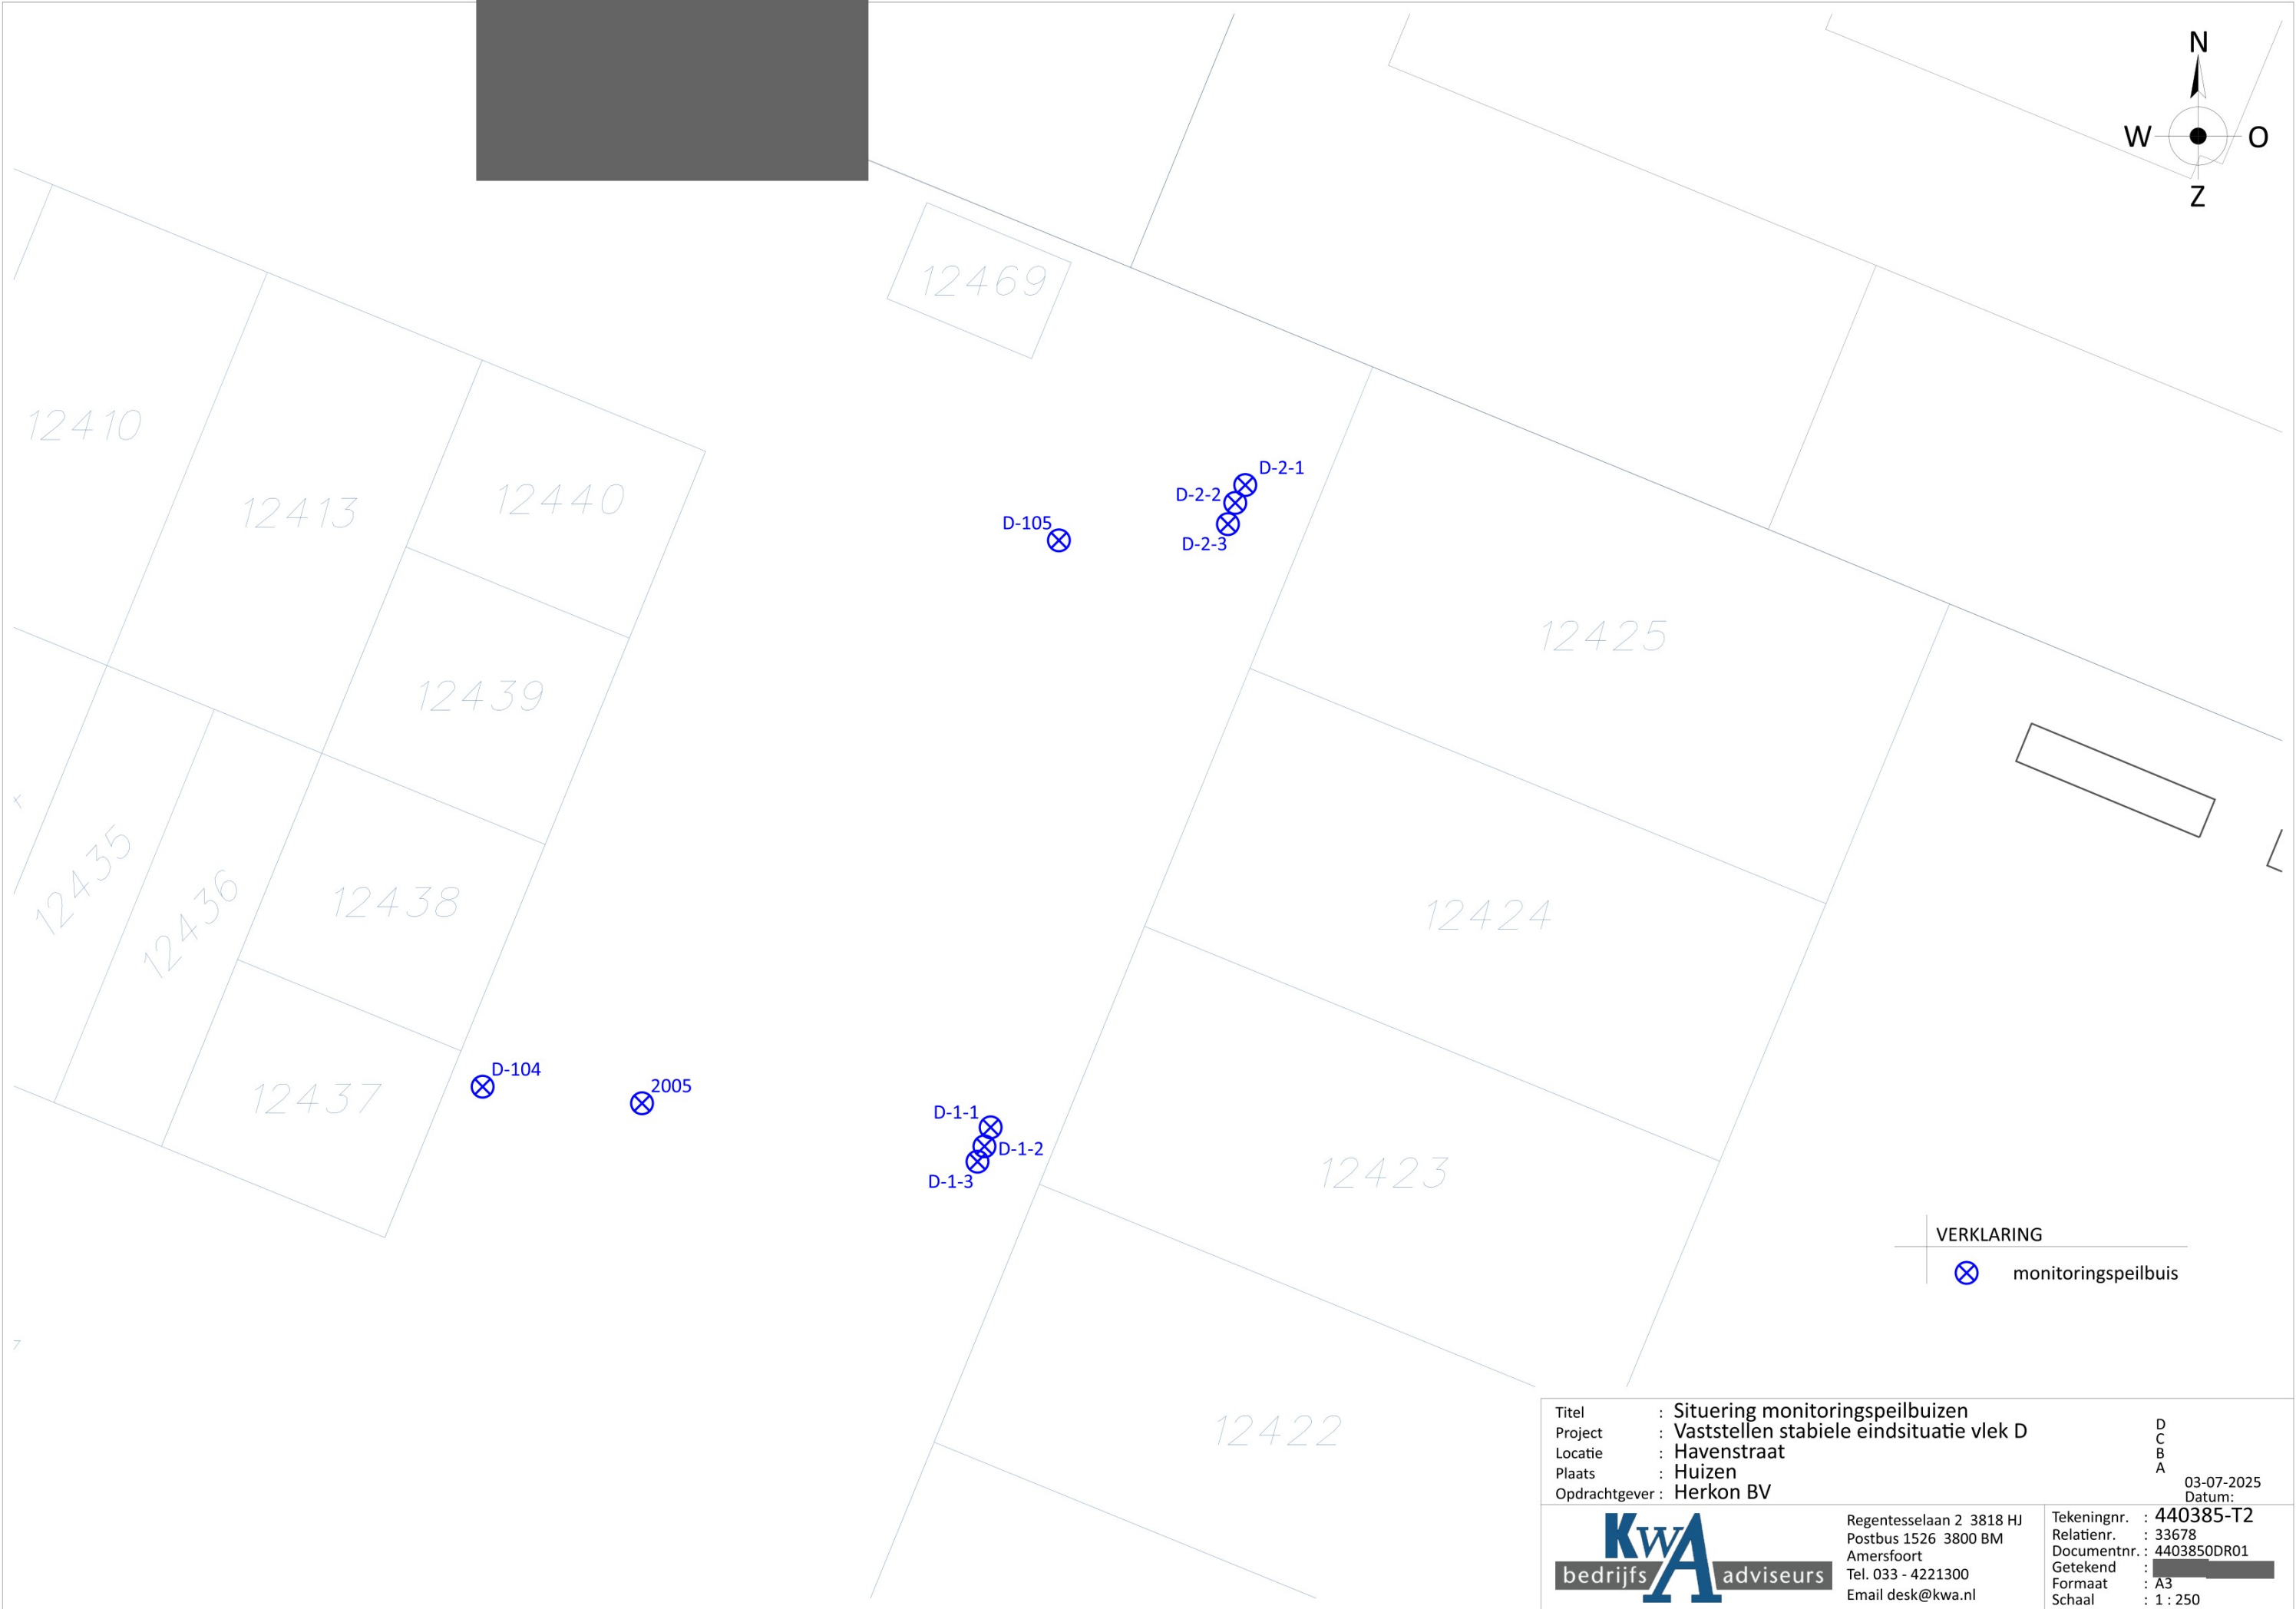 N
W O
Z
12469
12410
12413
12440
D-2-1
D-2-2
D-105
D-2-3
12425
12439
12435
12436
12438
12424
D-104
2005
12437
D-1-1
D-1-2
D-1-3
12423
VERKLARING
monitoringspeilbuis
12422
Titel : Situering monitoringspeilbuizen
Project : Vaststellen stabiele eindsituatie vlek D
Locatie : Havenstraat
Plaats : Huizen
Opdrachtgever : Herkon BV
D
C
B
A
03-07-2025
Datum:
KWA
bedrijfs adviseurs
Regentesselaan 2 3818 HJ
Postbus 1526 3800 BM
Amersfoort
Tel. 033 - 4221300
Email desk@kwa.nl
Tekeningnr. : 440385-T2
Relatienr. : 33678
Documentnr. : 4403850DR01
Getekend :
Formaat : A3
Schaal : 1 : 250